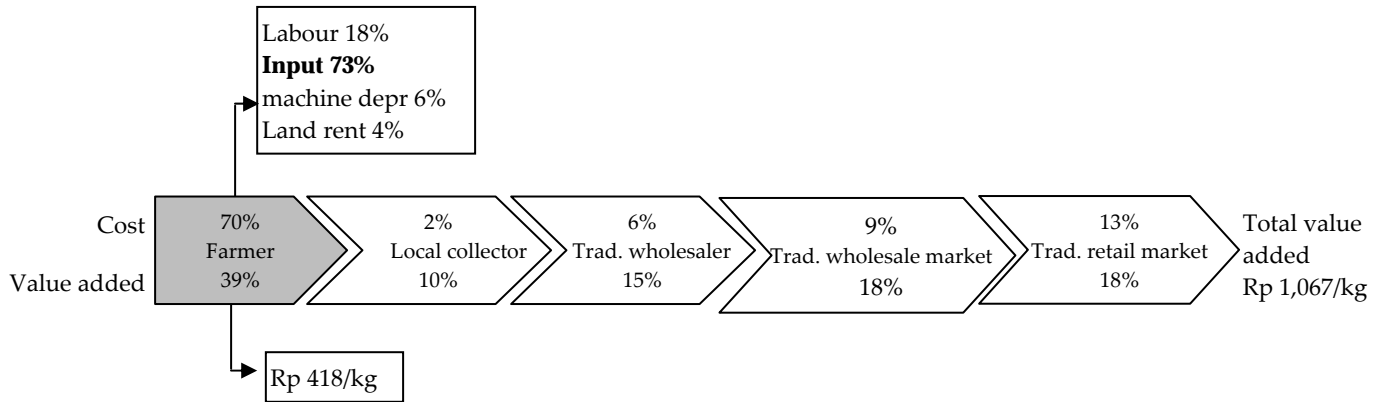 Labour 18%
Input 73%
machine depr 6%
Land rent 4%
Cost
70%
Farmer
39%
Value added
2%
Local collector
10%
6%
Trad. wholesaler
15%
9%
Trad. wholesale market
18%
13%
Trad. retail market
18%
Total value
added
Rp 1,067/kg
Rp 418/kg